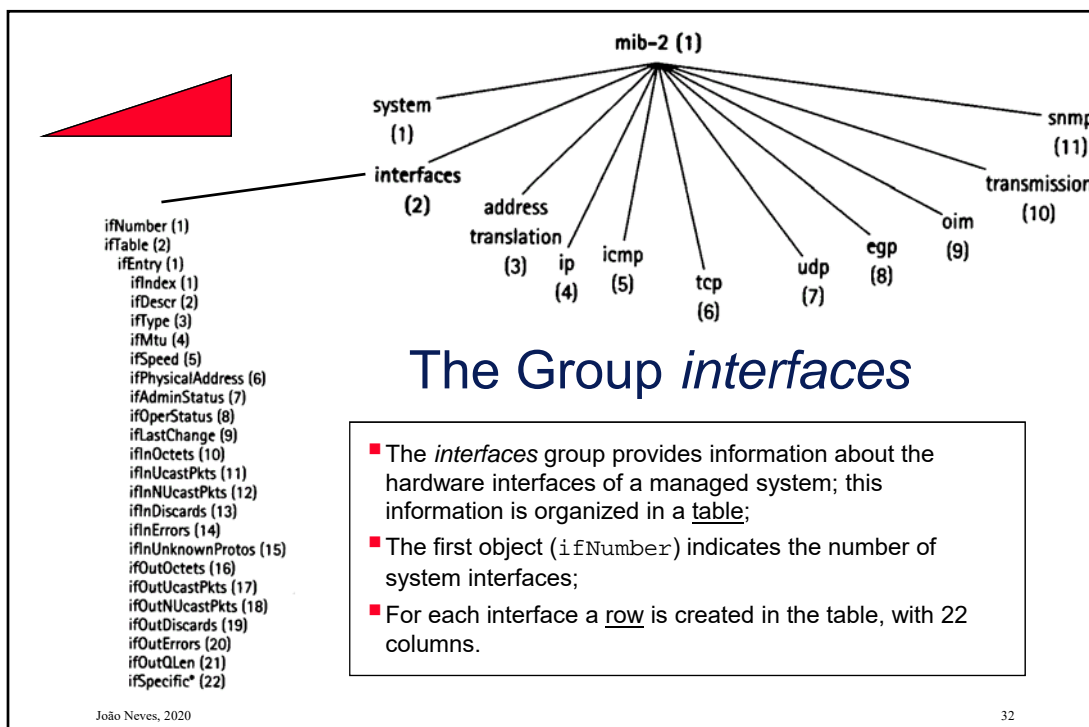 mib-2 (1)
system
(1)
interfaces
(2)
address
translation
(3)
ip
(4)
icmp
(5)
tcp
(6)
udp
(7)
egp
(8)
oim
(9)
transmission
(10)
snmp
(11)
ifNumber (1)
ifTable (2)
ifEntry (1)
ifIndex (1)
ifDescr (2)
ifType (3)
ifMtu (4)
ifSpeed (5)
ifPhysicalAddress (6)
ifAdminStatus (7)
ifOperStatus (8)
ifLastChange (9)
ifInOctets (10)
ifInUcastPkts (11)
ifInNUcastPkts (12)
ifInDiscards (13)
ifInErrors (14)
ifInUnknownProtos (15)
ifOutOctets (16)
ifOutUcastPkts (17)
ifOutNUcastPkts (18)
ifOutDiscards (19)
ifOutErrors (20)
ifOutQLen (21)
ifSpecific* (22)
The Group interfaces
The interfaces group provides information about the
hardware interfaces of a managed system; this
information is organized in a table;
The first object (ifNumber) indicates the number of
system interfaces;
For each interface a row is created in the table, with 22
columns.
João Neves, 2020
32